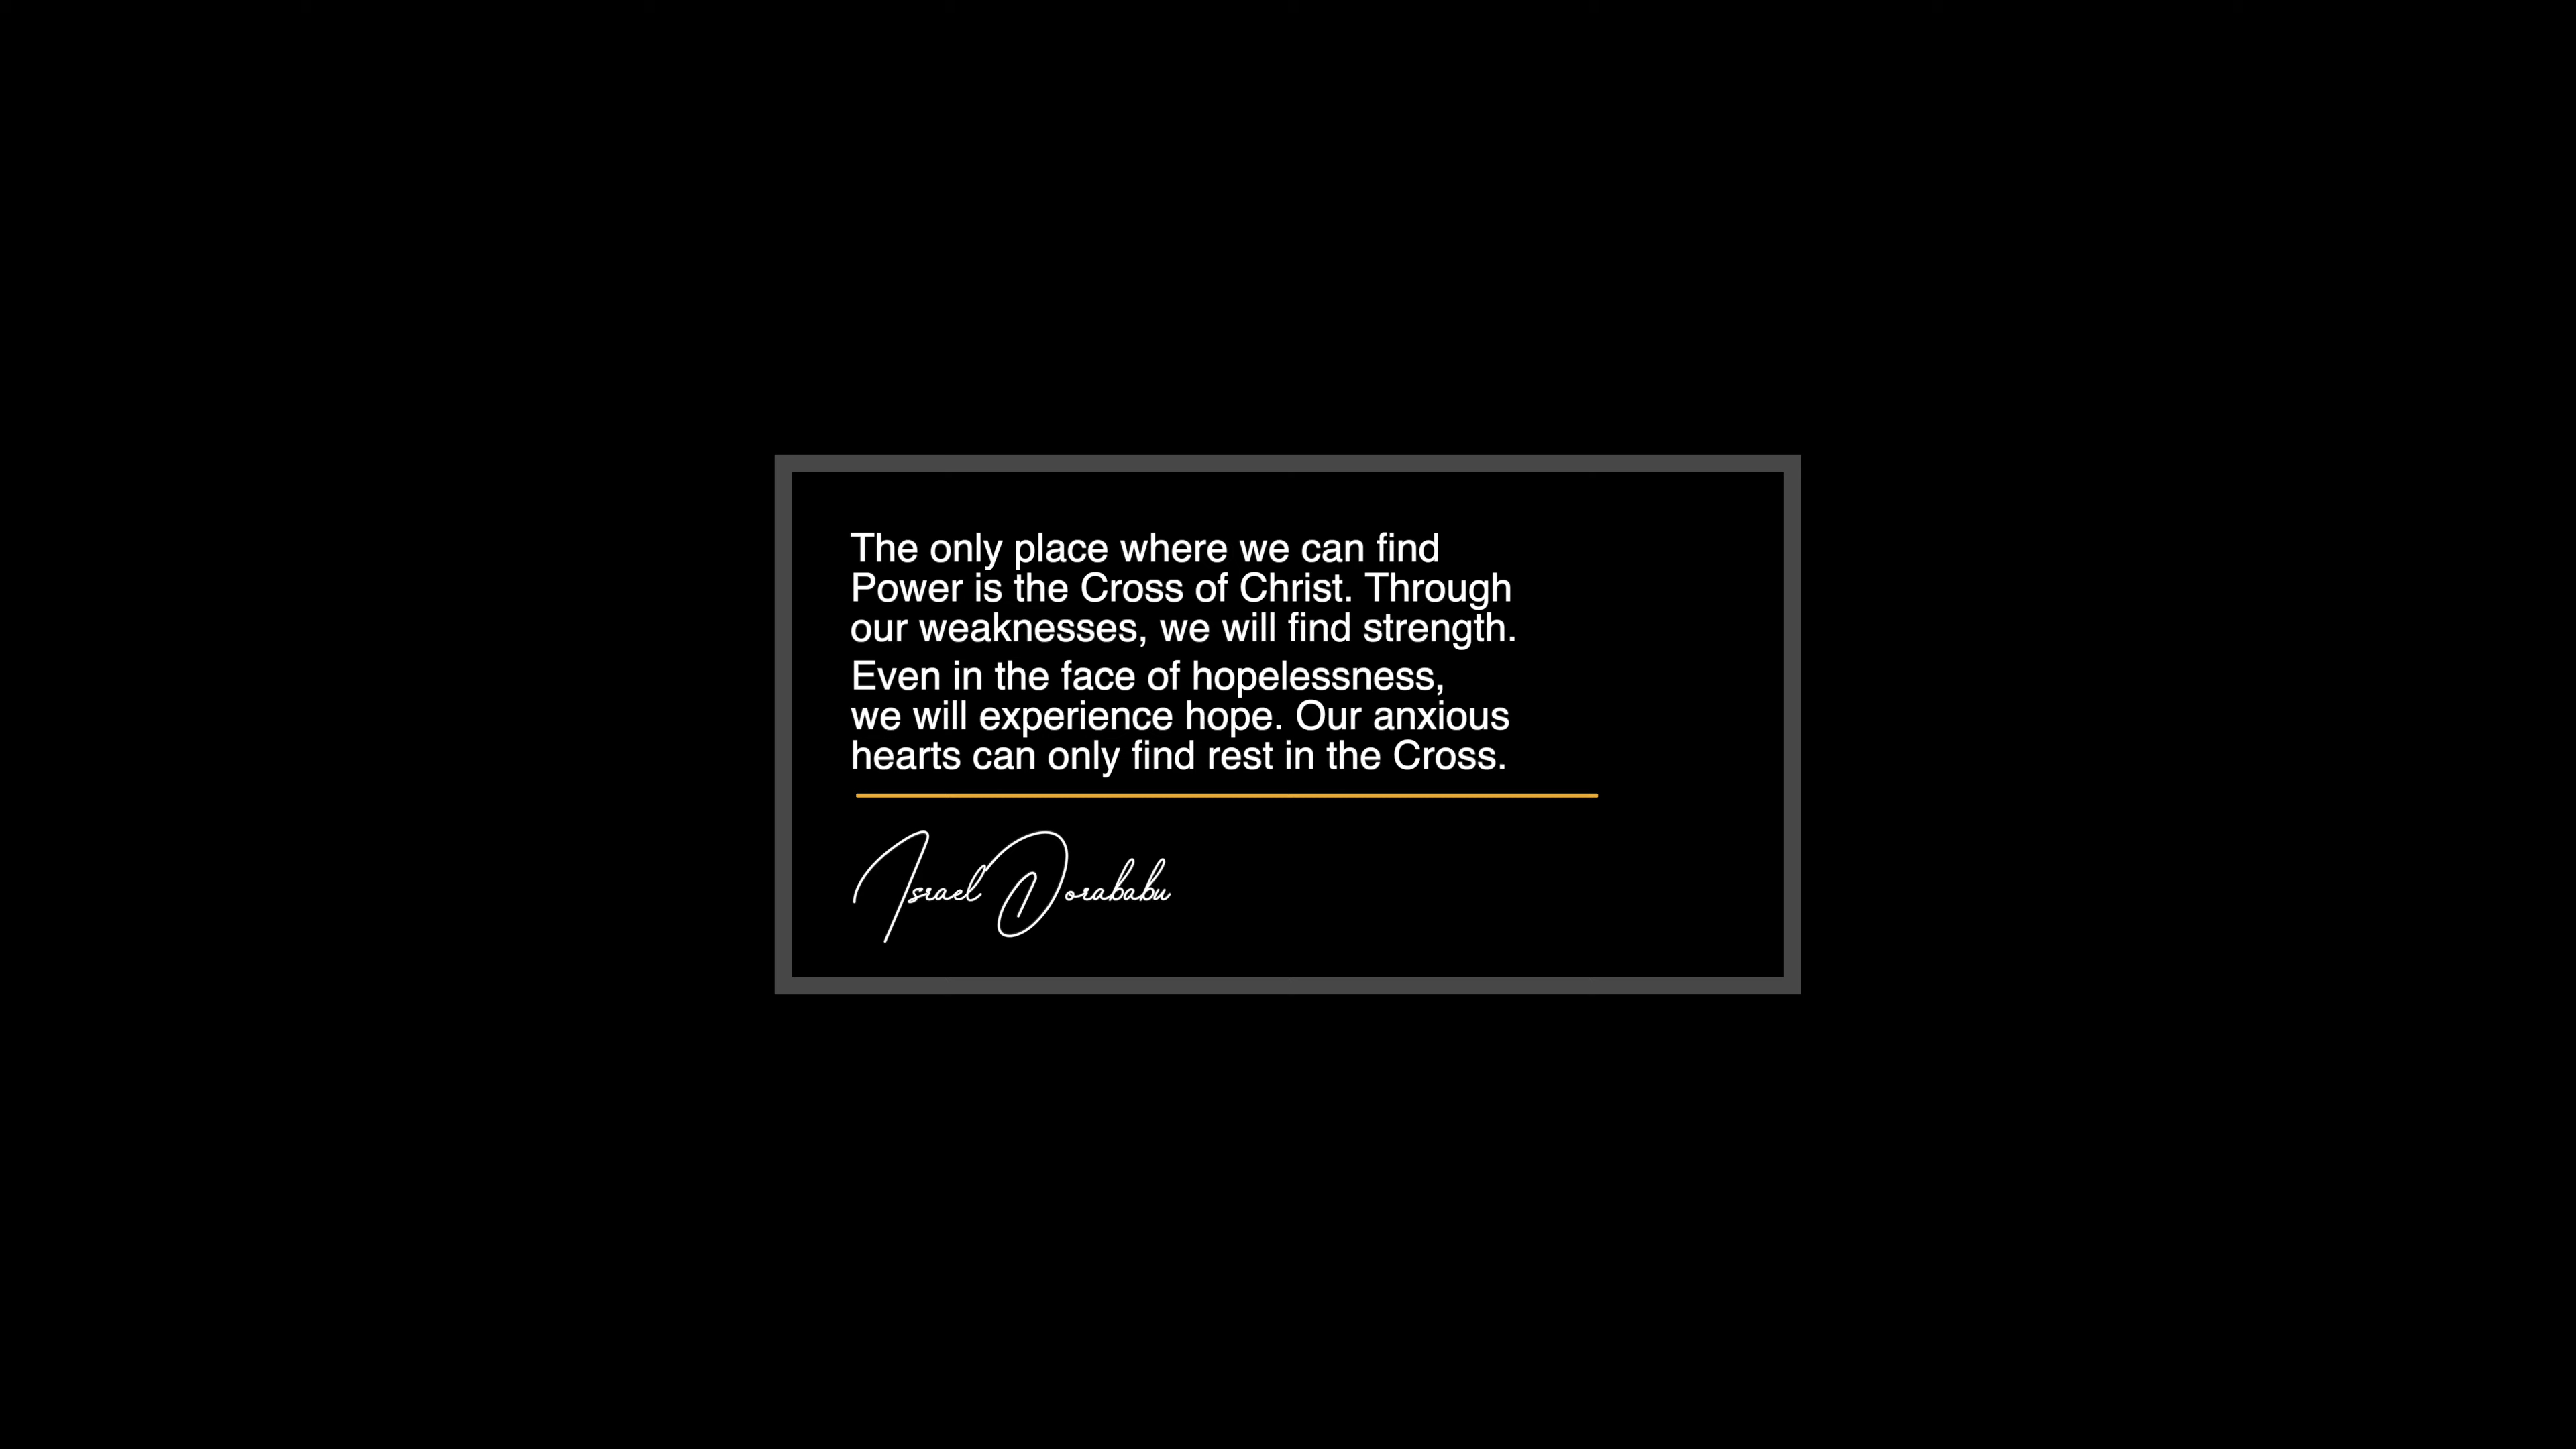 The only place where we can find
Power is the Cross of Christ. Through
our weaknesses, we will find strength.
Even in the face of hopelessness,
we will experience hope. Our anxious
hearts can only find rest in the Cross.
Israel Dorababu